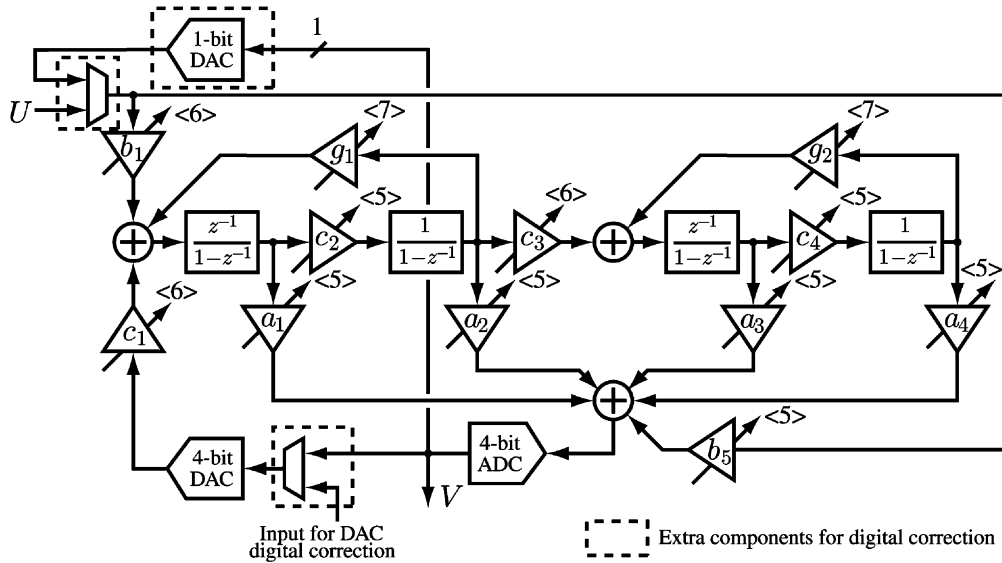 1-bit
DAC
1
U
<6>
b₁
<7>
g₁
<7>
g₂
z⁻¹
1−z⁻¹
<5>
c₂
1
1−z⁻¹
<6>
c₃
z⁻¹
1−z⁻¹
<5>
c₄
1
1−z⁻¹
<6>
c₁
<5>
a₁
<5>
a₂
<5>
a₃
<5>
a₄
4-bit
DAC
4-bit
ADC
<5>
b₅
V
Input for DAC
digital correction
Extra components for digital correction